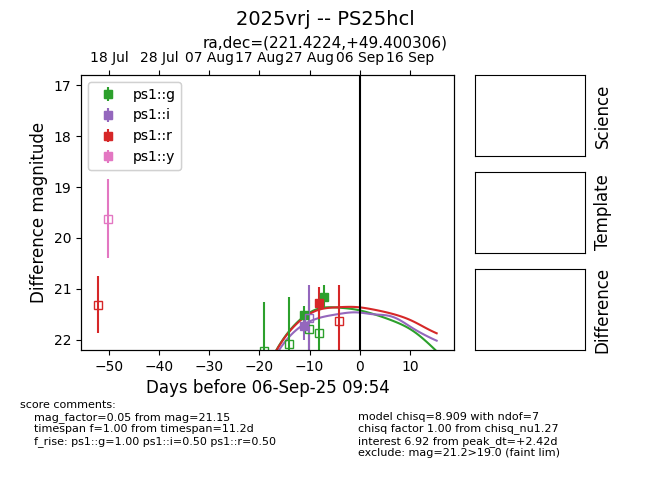 2025vrj -- PS25hcl
ra,dec=(221.4224,+49.400306)
18 Jul 28 Jul 07 Aug 17 Aug 27 Aug 06 Sep 16 Sep
17
18
19
20
21
22
Difference magnitude
ps1::g
ps1::i
ps1::r
ps1::y
−50 −40 −30 −20 −10 0 10
Days before 06-Sep-25 09:54
Science
Template
Difference
score comments:
mag_factor=0.05 from mag=21.15
timespan f=1.00 from timespan=11.2d
f_rise: ps1::g=1.00 ps1::i=0.50 ps1::r=0.50
model chisq=8.909 with ndof=7
chisq factor 1.00 from chisq_nu1.27
interest 6.92 from peak_dt=+2.42d
exclude: mag=21.2>19.0 (faint lim)